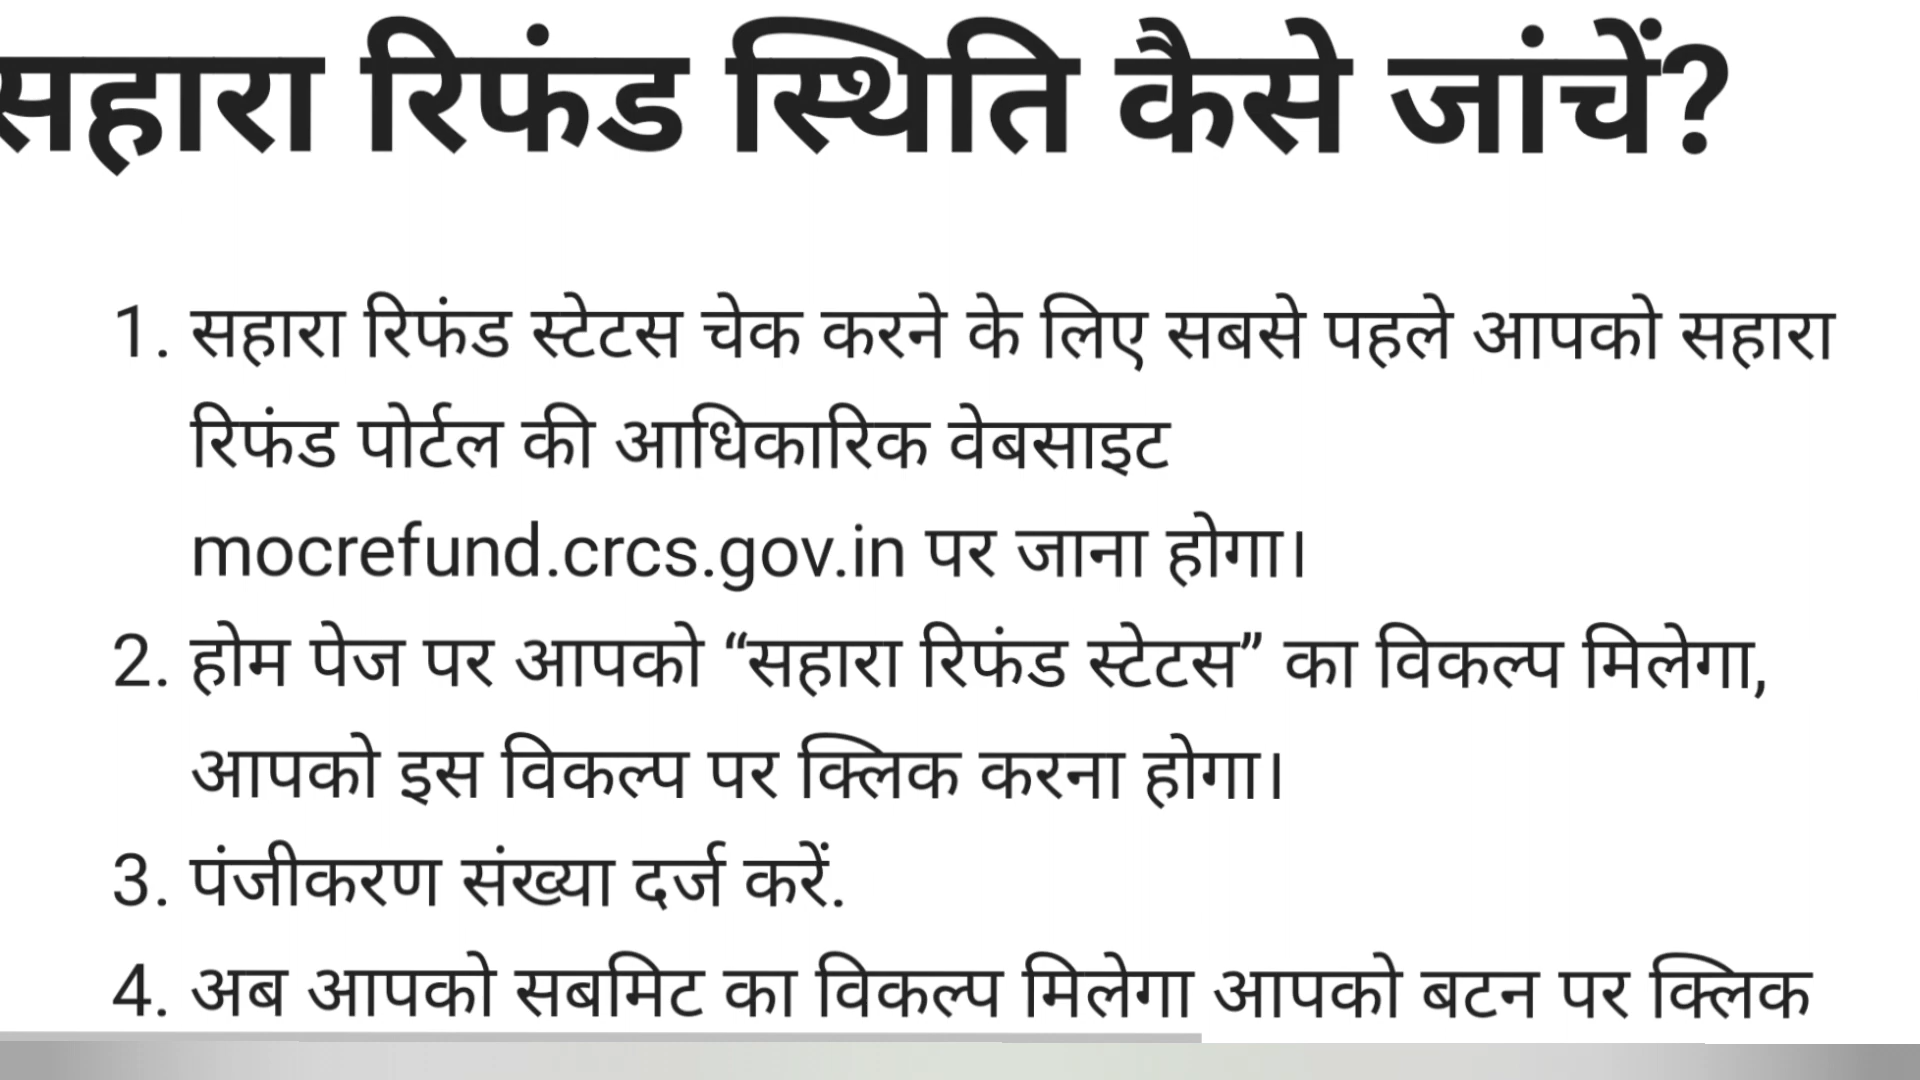 सहारा रिफंड स्थिति कैसे जांचें?
1. सहारा रिफंड स्टेटस चेक करने के लिए सबसे पहले आपको सहारा
रिफंड पोर्टल की आधिकारिक वेबसाइट
mocrefund.crcs.gov.in पर जाना होगा।
2. होम पेज पर आपको “सहारा रिफंड स्टेटस” का विकल्प मिलेगा,
आपको इस विकल्प पर क्लिक करना होगा।
3. पंजीकरण संख्या दर्ज करें.
4. अब आपको सबमिट का विकल्प मिलेगा आपको बटन पर क्लिक